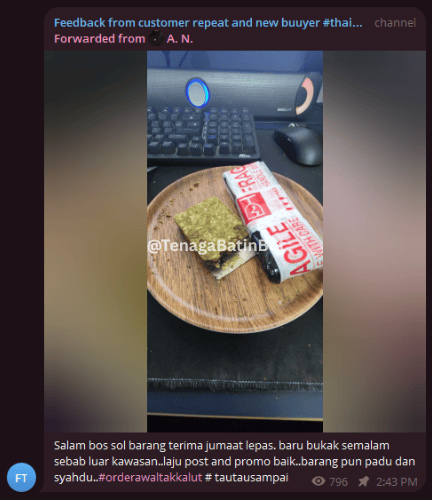 Feedback from customer repeat and new buuyer #thai...
channel
Forwarded from A. N.
FRAG
AGILE
E WITH CARE
@TenagaBatinB
Salam bos sol barang terima jumaat lepas. baru bukak semalam
sebab luar kawasan..laju post and promo baik..barang pun padu dan
syahdu..#orderawaltakkalut # tautausampai
FT
796
2:43 PM